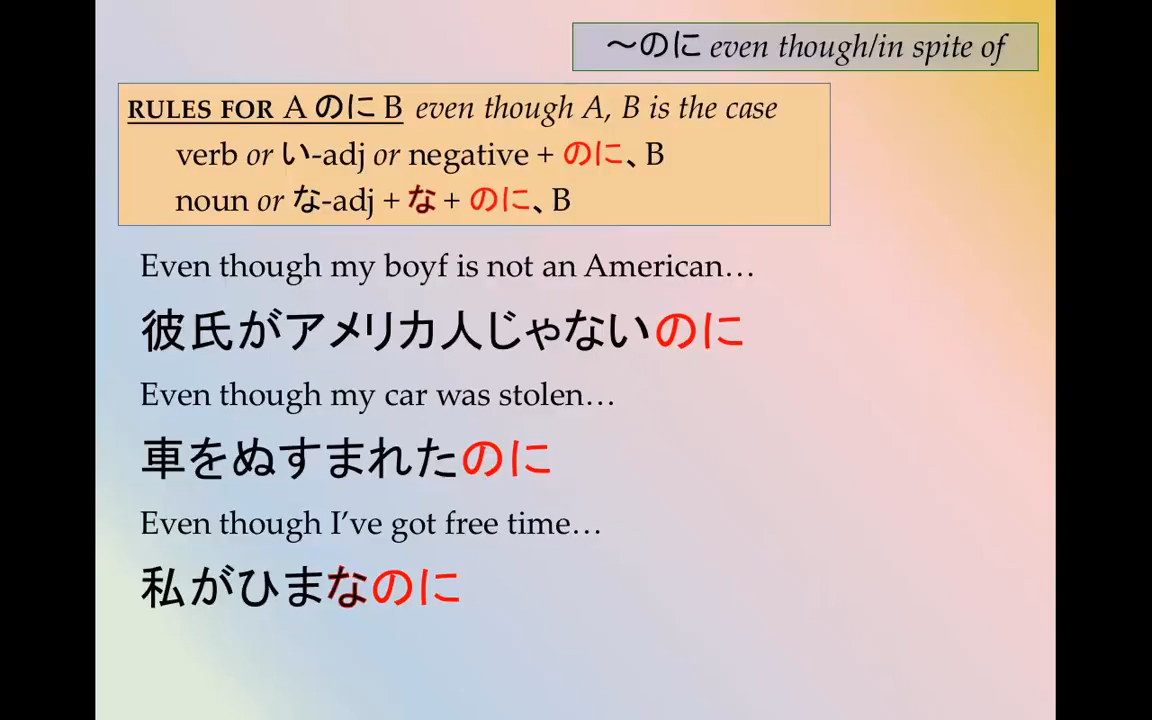 〜のに even though/in spite of
RULES FOR A のに B even though A, B is the case
verb or い-adj or negative + のに、B
noun or な-adj + な + のに、B
Even though my boyf is not an American…
彼氏がアメリカ人じゃないのに
Even though my car was stolen…
車をぬすまれたのに
Even though I’ve got free time…
私がひまなのに